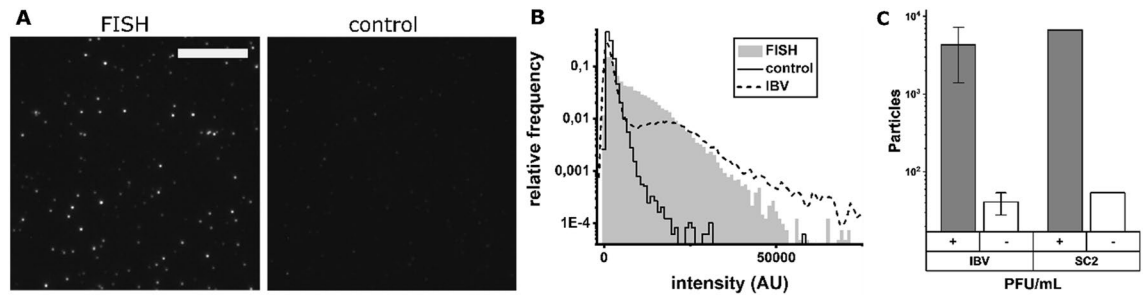 A
FISH
control
B
relative frequency
0,1
0,01
0,001
1E-4
0
50000
intensity (AU)
FISH
control
IBV
C
Particles
10⁴
10³
10²
+ - + -
IBV SC2
PFU/mL